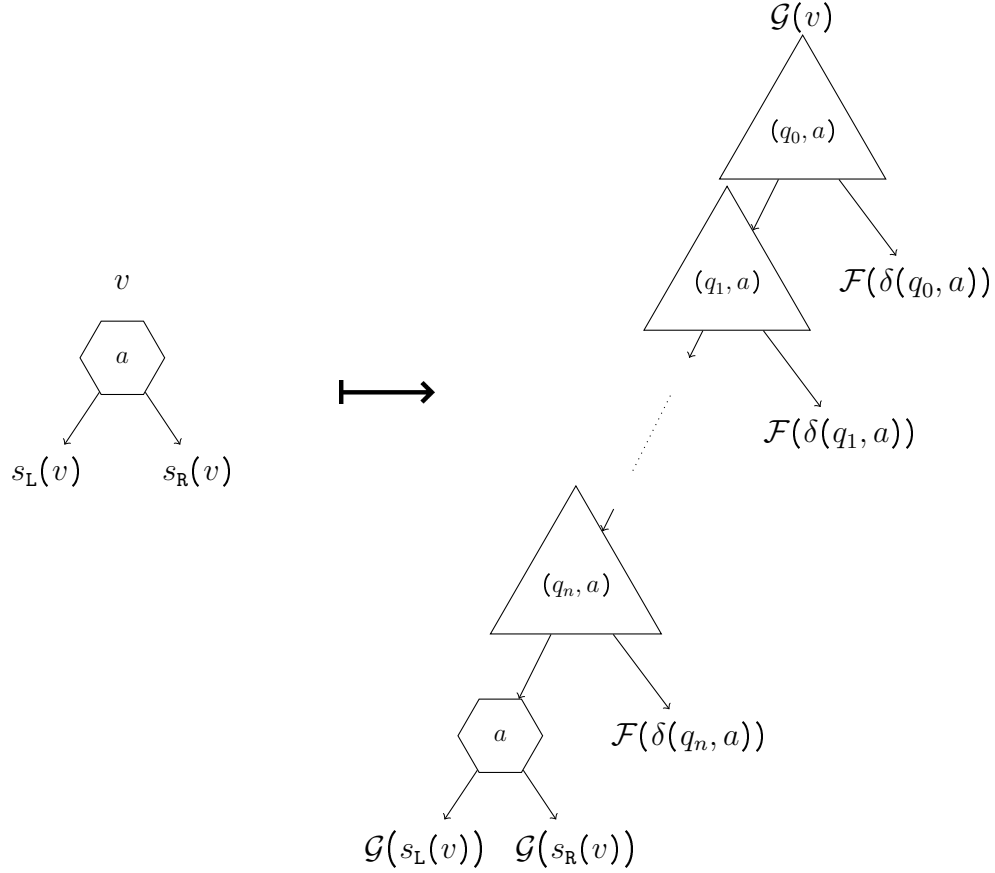 𝒢(v)
(q₀, a)
(q₁, a)
ℱ(δ(q₀, a))
v
a
ℱ(δ(q₁, a))
s_L(v) s_R(v)
(qₙ, a)
a
ℱ(δ(qₙ, a))
𝒢(s_L(v)) 𝒢(s_R(v))